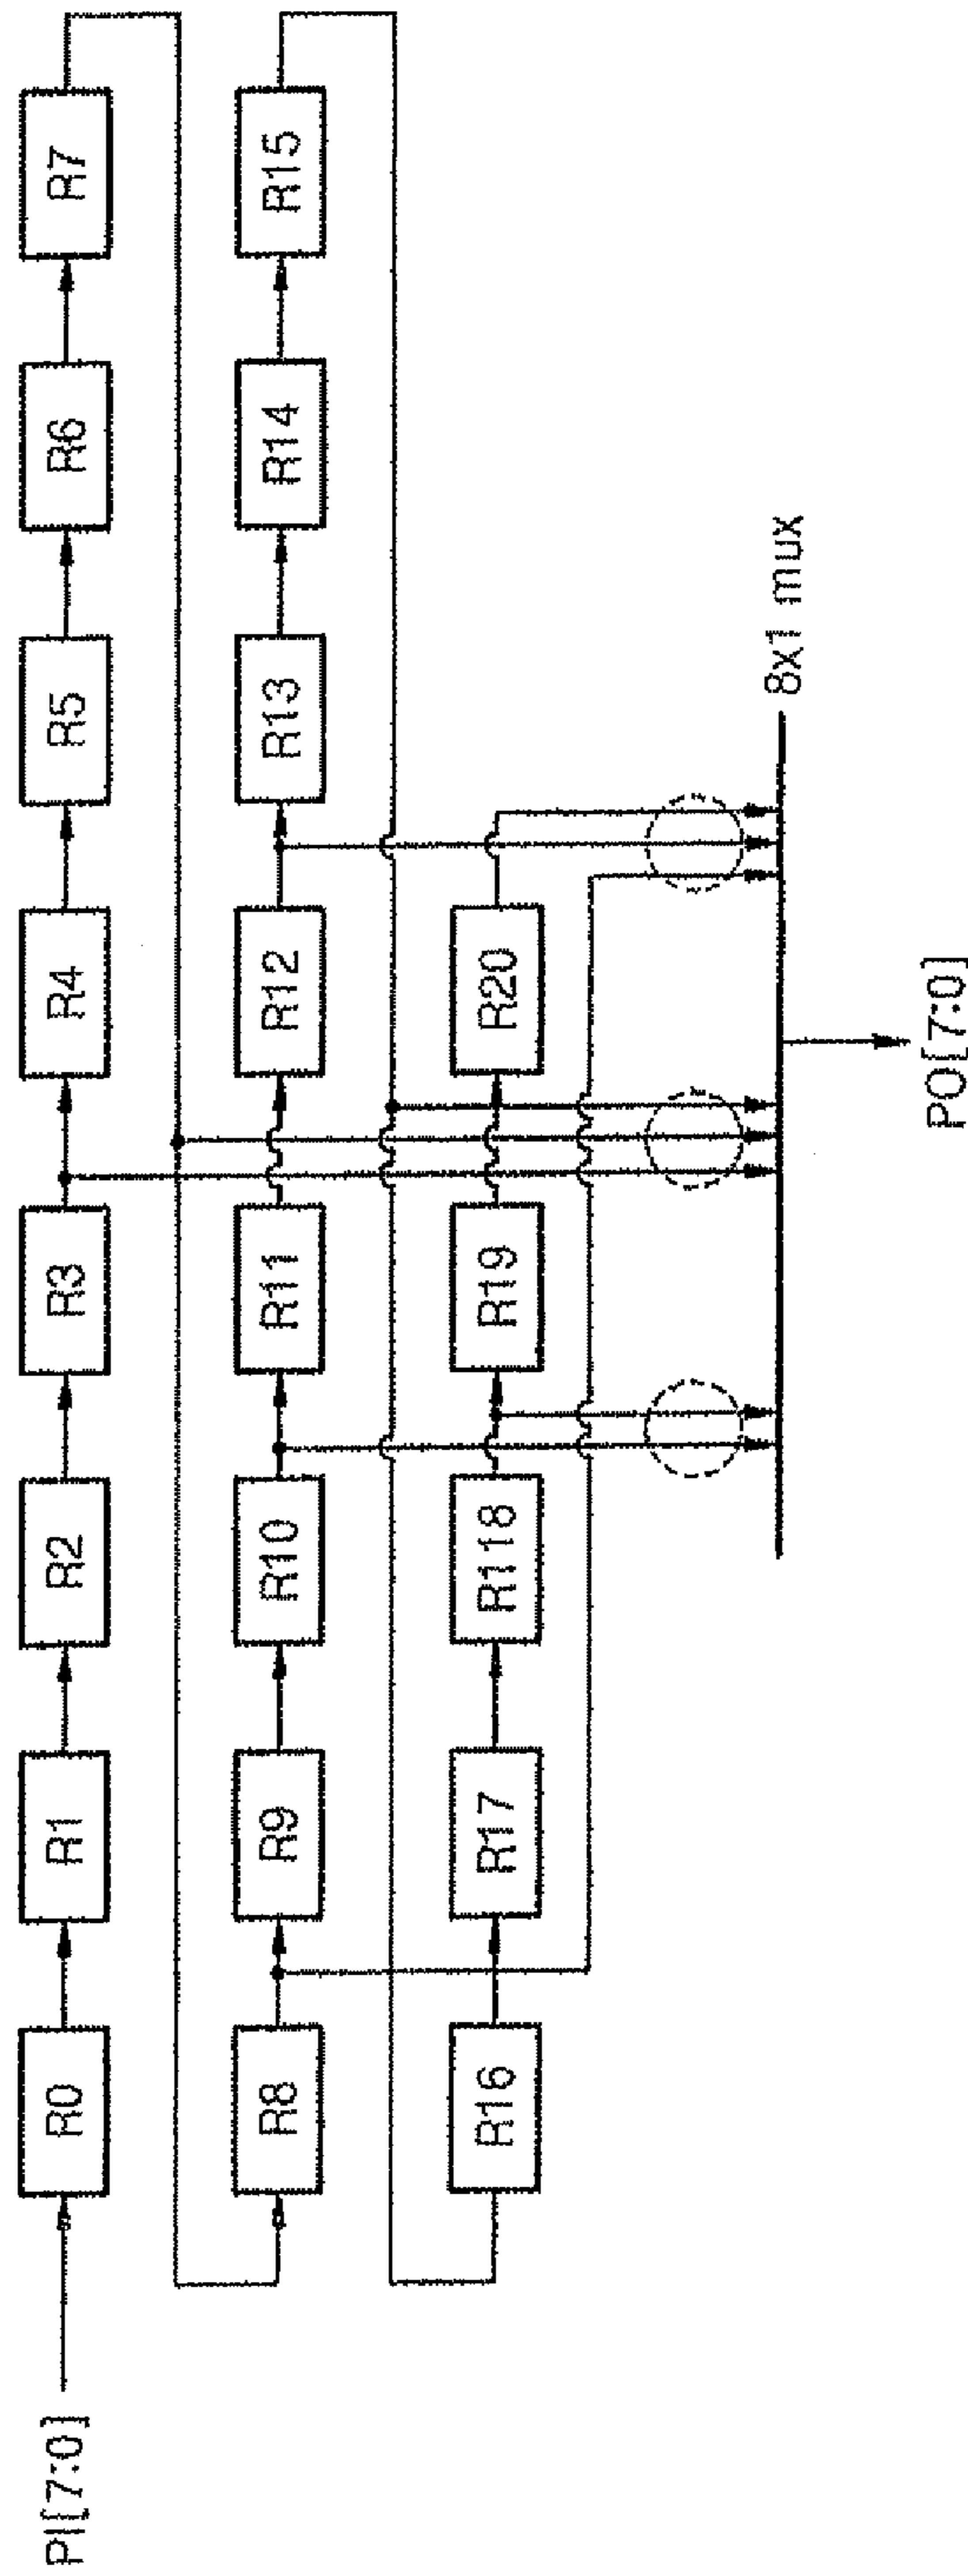 PI[7:0]
R0
R1
R2
R3
R4
R5
R6
R7
R8
R9
R10
R11
R12
R13
R14
R15
R16
R17
R118
R19
R20
8x1 mux
PO[7:0]